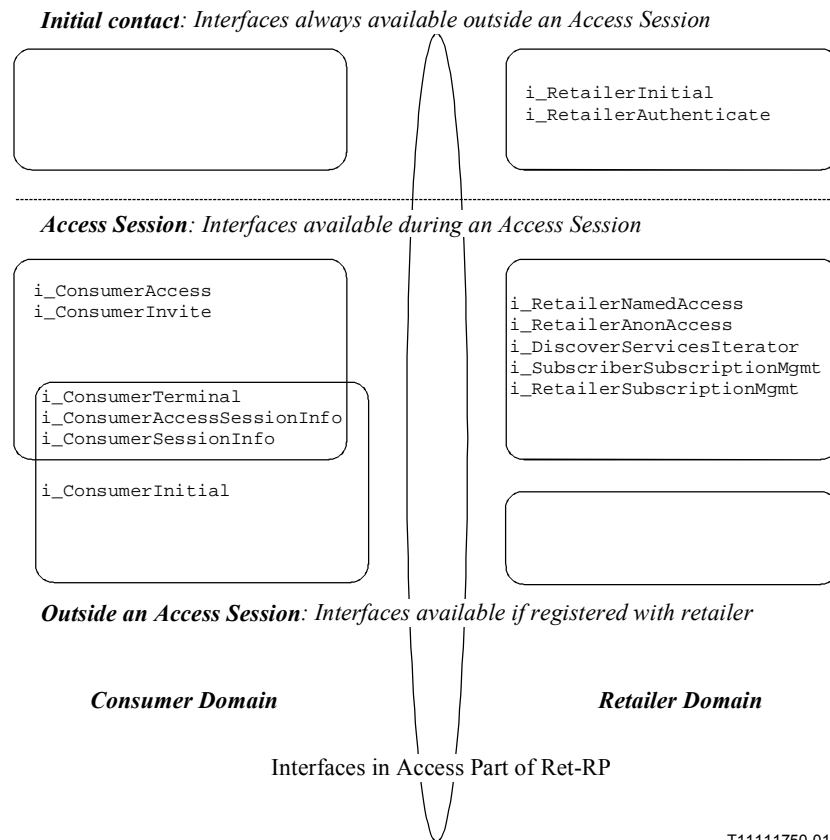 Initial contact: Interfaces always available outside an Access Session
i_RetailerInitial
i_RetailerAuthenticate
Access Session: Interfaces available during an Access Session
i_ConsumerAccess
i_ConsumerInvite
i_ConsumerTerminal
i_ConsumerAccessSessionInfo
i_ConsumerSessionInfo
i_ConsumerInitial
i_RetailerNamedAccess
i_RetailerAnonAccess
i_DiscoverServicesIterator
i_SubscriberSubscriptionMgmt
i_RetailerSubscriptionMgmt
Outside an Access Session: Interfaces available if registered with retailer
Consumer Domain
Retailer Domain
Interfaces in Access Part of Ret-RP
T11111750-01